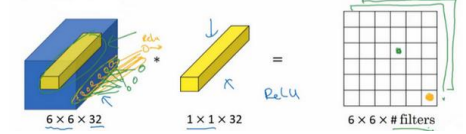 relu
*
=
ReLU
6 × 6 × 32
1 × 1 × 32
6 × 6 × # filters